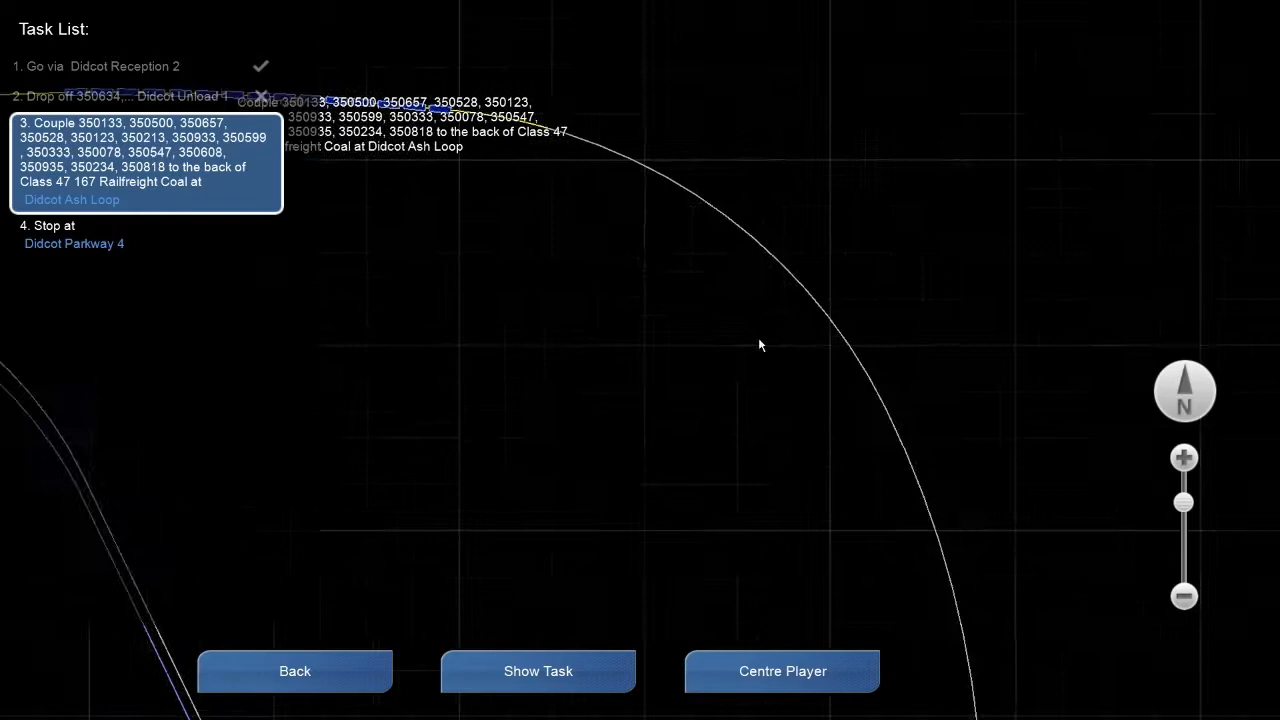 Task List:
1. Go via Didcot Reception 2
2. Drop off 350634,... Didcot Unload 1
3. Couple 350133, 350500, 350657,
350528, 350123, 350213, 350933, 350599
, 350333, 350078, 350547, 350608,
350935, 350234, 350818 to the back of
Class 47 167 Railfreight Coal at
Didcot Ash Loop
4. Stop at
Didcot Parkway 4
Couple 350133, 350500, 350657, 350528, 350123,
350933, 350599, 350333, 350078, 350547,
350935, 350234, 350818 to the back of Class 47
freight Coal at Didcot Ash Loop
N
Back
Show Task
Centre Player